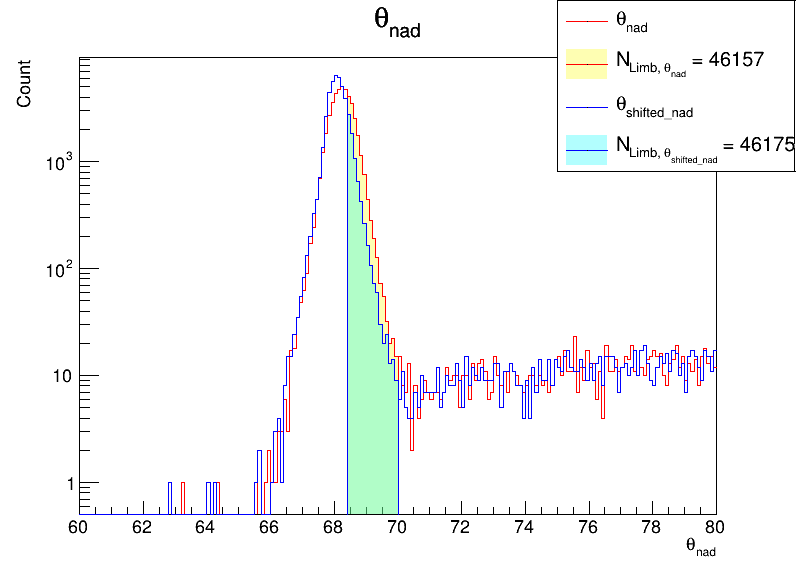 θnad
θnad
NLimb, θnad = 46157
θshifted_nad
NLimb, θshifted_nad = 46175
Count
10³
10²
10
1
60 62 64 66 68 70 72 74 76 78 80
θnad